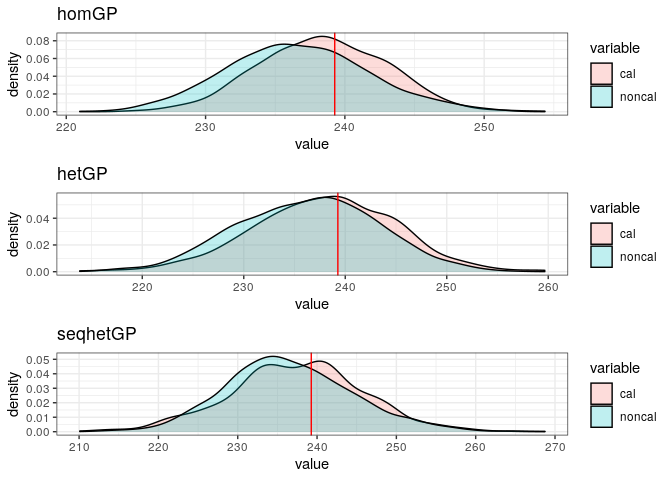 homGP
0.08
0.06
0.04
0.02
0.00
density
220 230 240 250
value
variable
cal
noncal
hetGP
0.04
0.02
0.00
density
220 230 240 250 260
value
variable
cal
noncal
seqhetGP
0.05
0.04
0.03
0.02
0.01
0.00
density
210 220 230 240 250 260 270
value
variable
cal
noncal